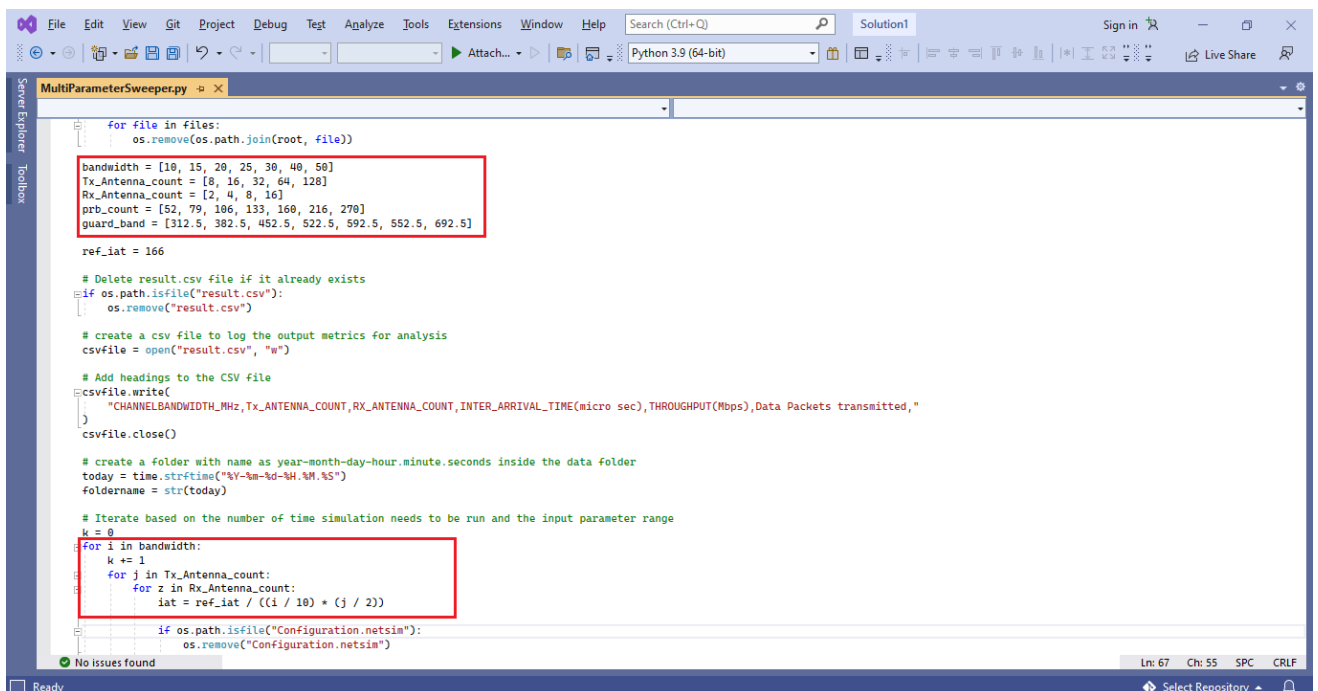 File Edit View Git Project Debug Test Analyze Tools Extensions Window Help Search (Ctrl+Q) Solution1 Sign in
Attach... Python 3.9 (64-bit) Live Share
Server Explorer
Toolbox
MultiParameterSweeper.py
for file in files:
os.remove(os.path.join(root, file))
bandwidth = [10, 15, 20, 25, 30, 40, 50]
Tx_Antenna_count = [8, 16, 32, 64, 128]
Rx_Antenna_count = [2, 4, 8, 16]
prb_count = [52, 79, 106, 133, 160, 216, 270]
guard_band = [312.5, 382.5, 452.5, 522.5, 592.5, 552.5, 692.5]
ref_iat = 166
# Delete result.csv file if it already exists
if os.path.isfile("result.csv"):
os.remove("result.csv")
# create a csv file to log the output metrics for analysis
csvfile = open("result.csv", "w")
# Add headings to the CSV file
csvfile.write(
"CHANNELBANDWIDTH_MHz,Tx_ANTENNA_COUNT,RX_ANTENNA_COUNT,INTER_ARRIVAL_TIME(micro sec),THROUGHPUT(Mbps),Data Packets transmitted,"
)
csvfile.close()
# create a folder with name as year-month-day-hour.minute.seconds inside the data folder
today = time.strftime("%Y-%m-%d-%H.%M.%S")
foldername = str(today)
# Iterate based on the number of time simulation needs to be run and the input parameter range
k = 0
for i in bandwidth:
k += 1
for j in Tx_Antenna_count:
for z in Rx_Antenna_count:
iat = ref_iat / ((i / 10) * (j / 2))
if os.path.isfile("Configuration.netsim"):
os.remove("Configuration.netsim")
No issues found Ln: 67 Ch: 55 SPC CRLF
Ready Select Repository